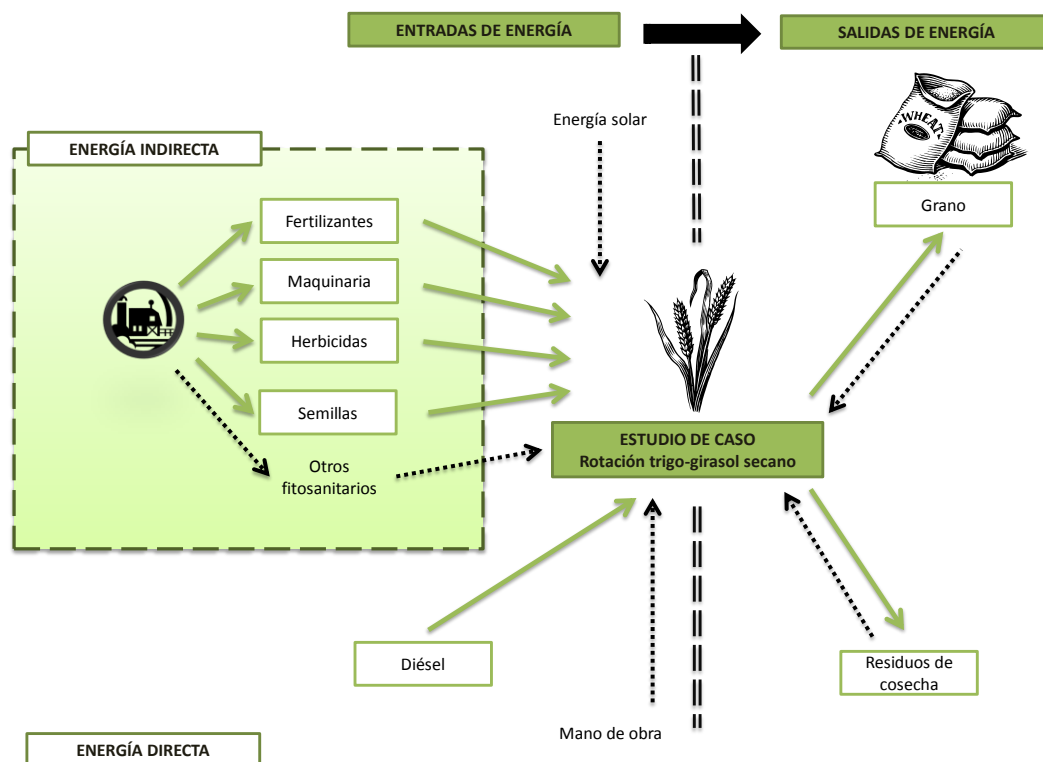 ENTRADAS DE ENERGÍA
SALIDAS DE ENERGÍA
WHEAT
Energía solar
ENERGÍA INDIRECTA
Grano
Fertilizantes
Maquinaria
Herbicidas
Semillas
ESTUDIO DE CASO
Rotación trigo-girasol secano
Otros
fitosanitarios
Diésel
Residuos de
cosecha
Mano de obra
ENERGÍA DIRECTA